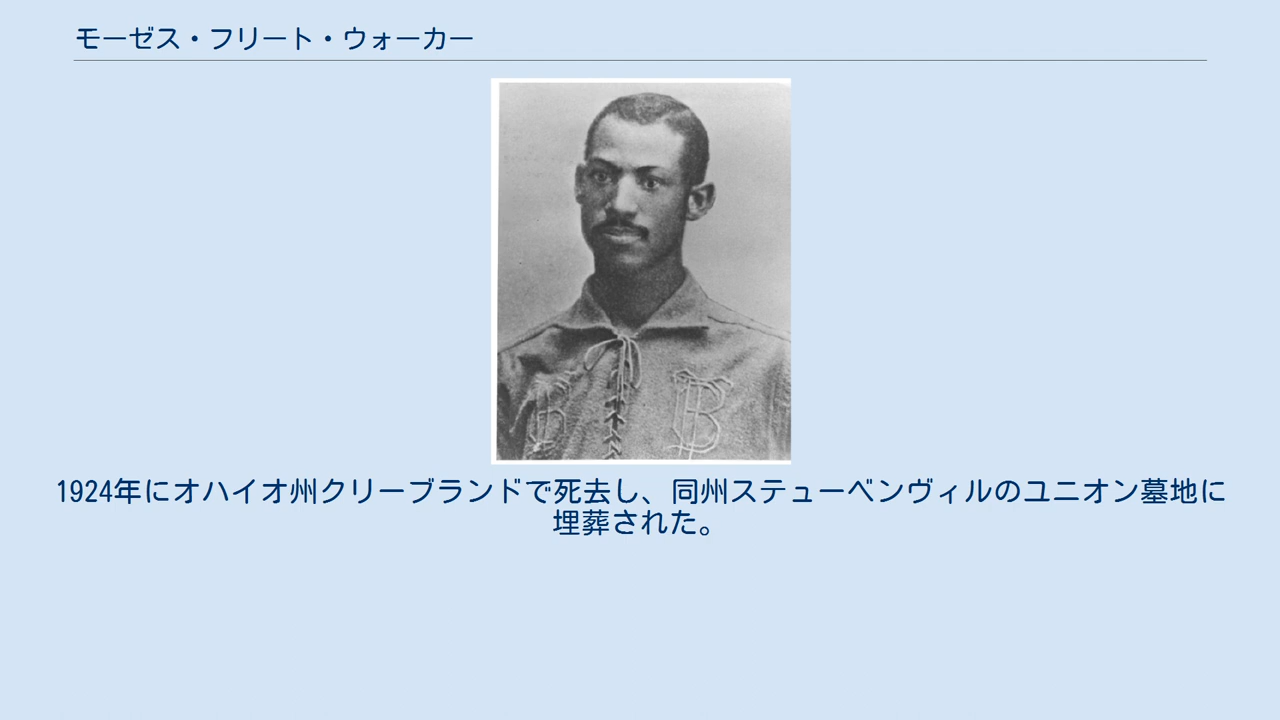 モーゼス・フリート・ウォーカー
B B
1924年にオハイオ州クリーブランドで死去し、同州ステューベンヴィルのユニオン墓地に
埋葬された。